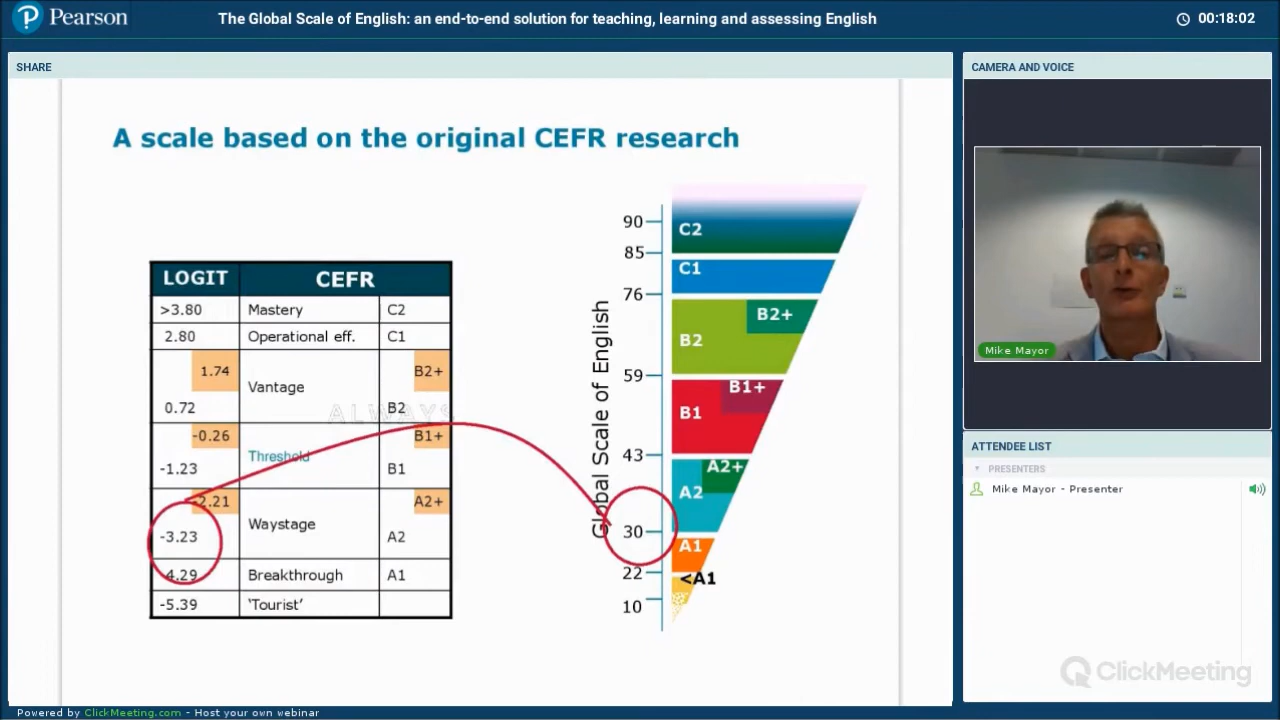 Pearson
The Global Scale of English: an end-to-end solution for teaching, learning and assessing English
00:18:02
SHARE
A scale based on the original CEFR research
LOGIT CEFR
>3.80 Mastery C2
2.80 Operational eff. C1
1.74 B2+
Vantage
0.72 B2
ALWAYS
-0.26 B1+
Threshold
-1.23 B1
-2.21 A2+
Waystage
-3.23 A2
-4.29 Breakthrough A1
-5.39 ‘Tourist’
Global Scale of English
90
C2
85
C1
76
B2+
B2
59
B1+
B1
43
A2+
A2
30
A1
22
<A1
10
CAMERA AND VOICE
Mike Mayor
ATTENDEE LIST
PRESENTERS
Mike Mayor - Presenter
ClickMeeting
Powered by ClickMeeting.com - Host your own webinar